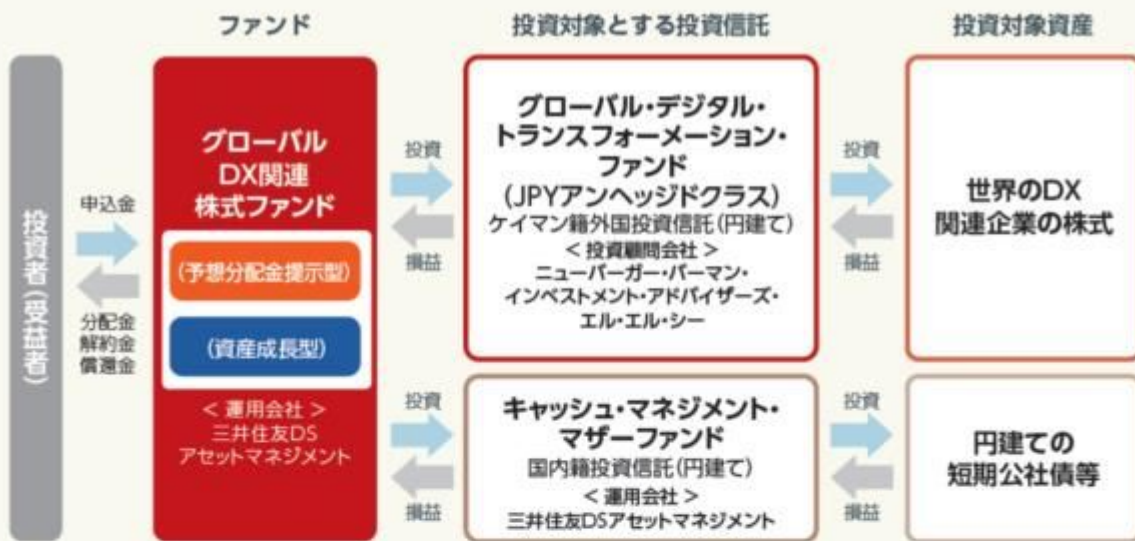 ファンド
投資対象とする投資信託
投資対象資産
投資者(受益者)
申込金
分配金
解約金
償還金
グローバル
DX関連
株式ファンド
(予想分配金提示型)
(資産成長型)
< 運用会社 >
三井住友DS
アセットマネジメント
投資
損益
グローバル・デジタル・
トランスフォーメーション・
ファンド
(JPYアンヘッジドクラス)
ケイマン籍外国投資信託(円建て)
< 投資顧問会社 >
ニューバーガー・バーマン・
インベストメント・アドバイザーズ・
エル・エル・シー
投資
損益
世界のDX
関連企業の株式
投資
損益
キャッシュ・マネジメント・
マザーファンド
国内籍投資信託(円建て)
< 運用会社 >
三井住友DSアセットマネジメント
投資
損益
円建ての
短期公社債等